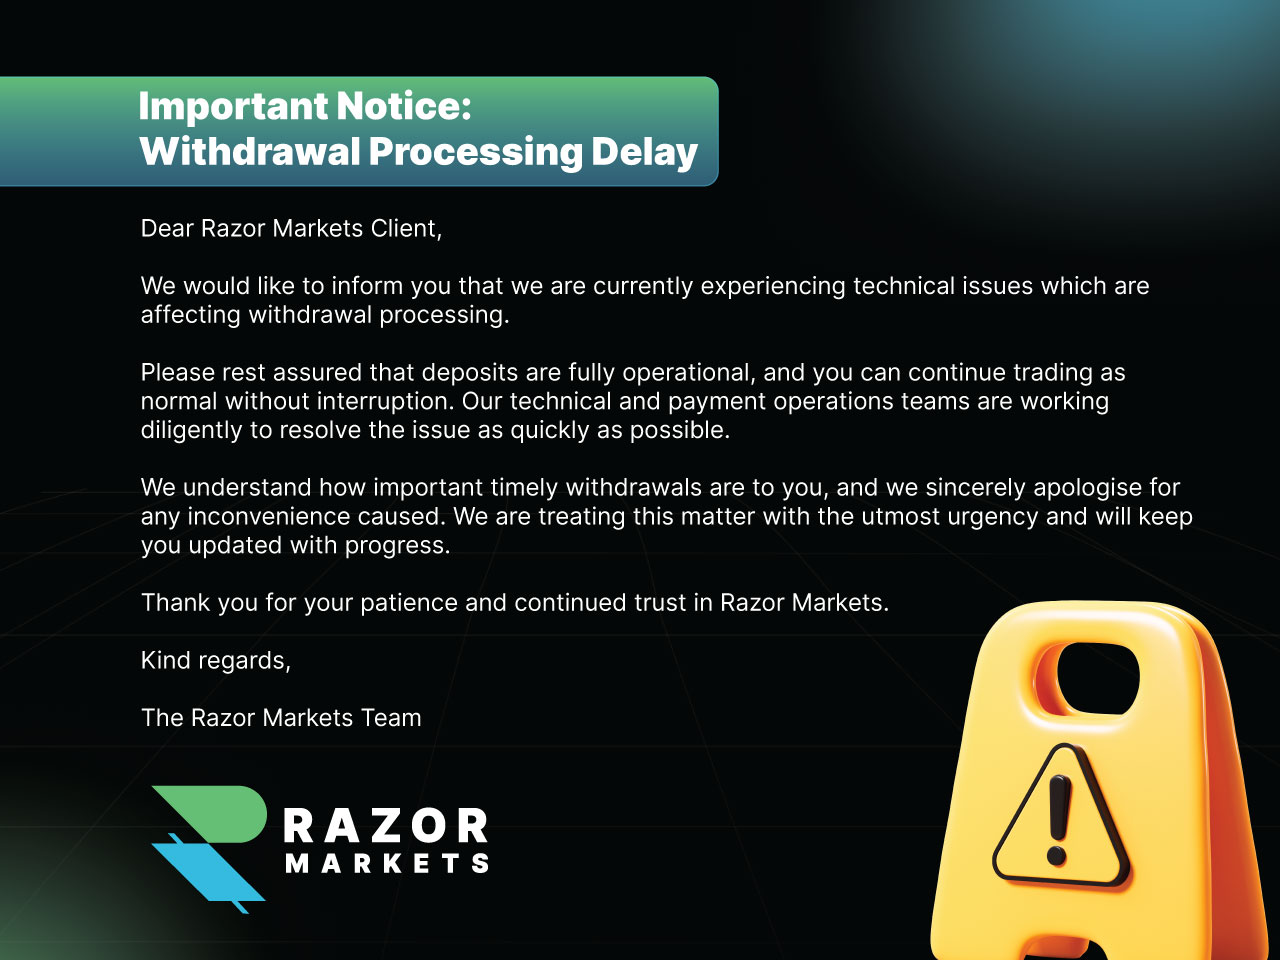 Important Notice:
Withdrawal Processing Delay
Dear Razor Markets Client,
We would like to inform you that we are currently experiencing technical issues which are
affecting withdrawal processing.
Please rest assured that deposits are fully operational, and you can continue trading as
normal without interruption. Our technical and payment operations teams are working
diligently to resolve the issue as quickly as possible.
We understand how important timely withdrawals are to you, and we sincerely apologise for
any inconvenience caused. We are treating this matter with the utmost urgency and will keep
you updated with progress.
Thank you for your patience and continued trust in Razor Markets.
Kind regards,
The Razor Markets Team
RAZOR
MARKETS